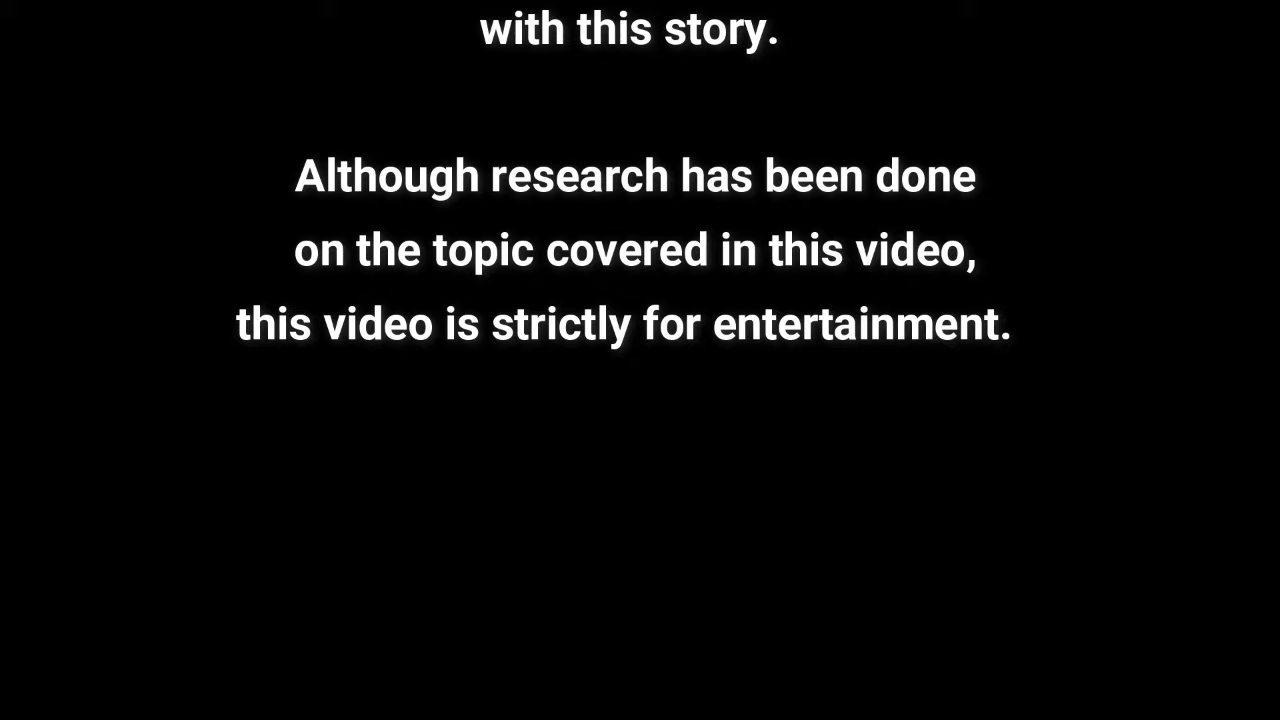 with this story.
Although research has been done
on the topic covered in this video,
this video is strictly for entertainment.